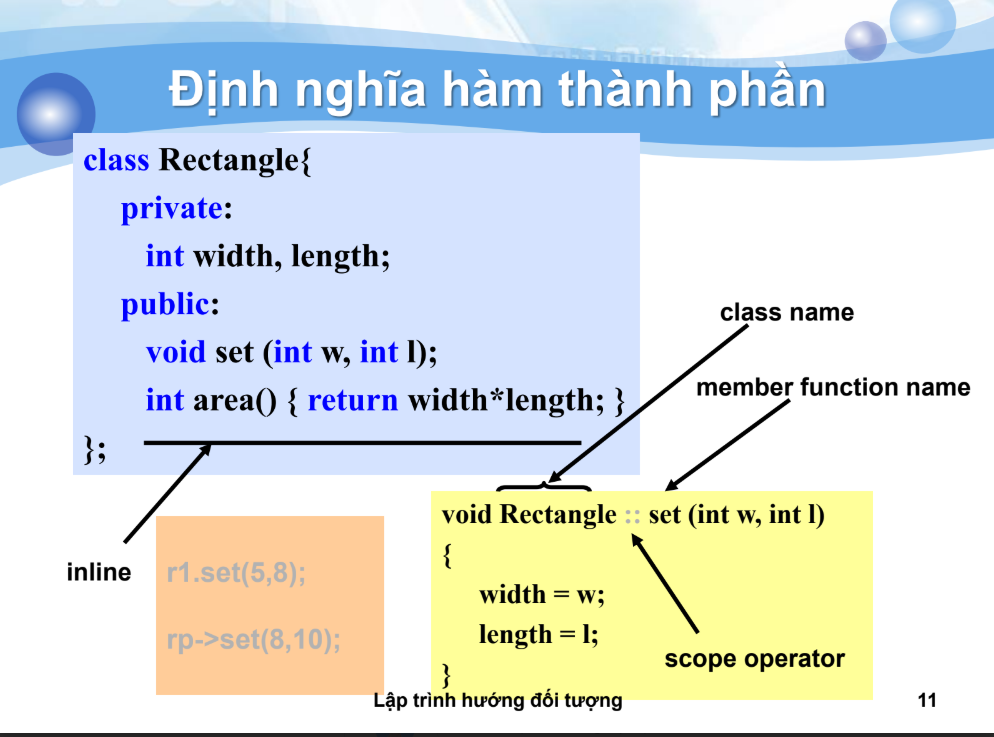 Định nghĩa hàm thành phần
class Rectangle{
private:
int width, length;
public:
void set (int w, int l);
int area() { return width*length; }
};
class name
member function name
inline
r1.set(5,8);
rp->set(8,10);
void Rectangle :: set (int w, int l)
{
width = w;
length = l;
}
scope operator
Lập trình hướng đối tượng
11